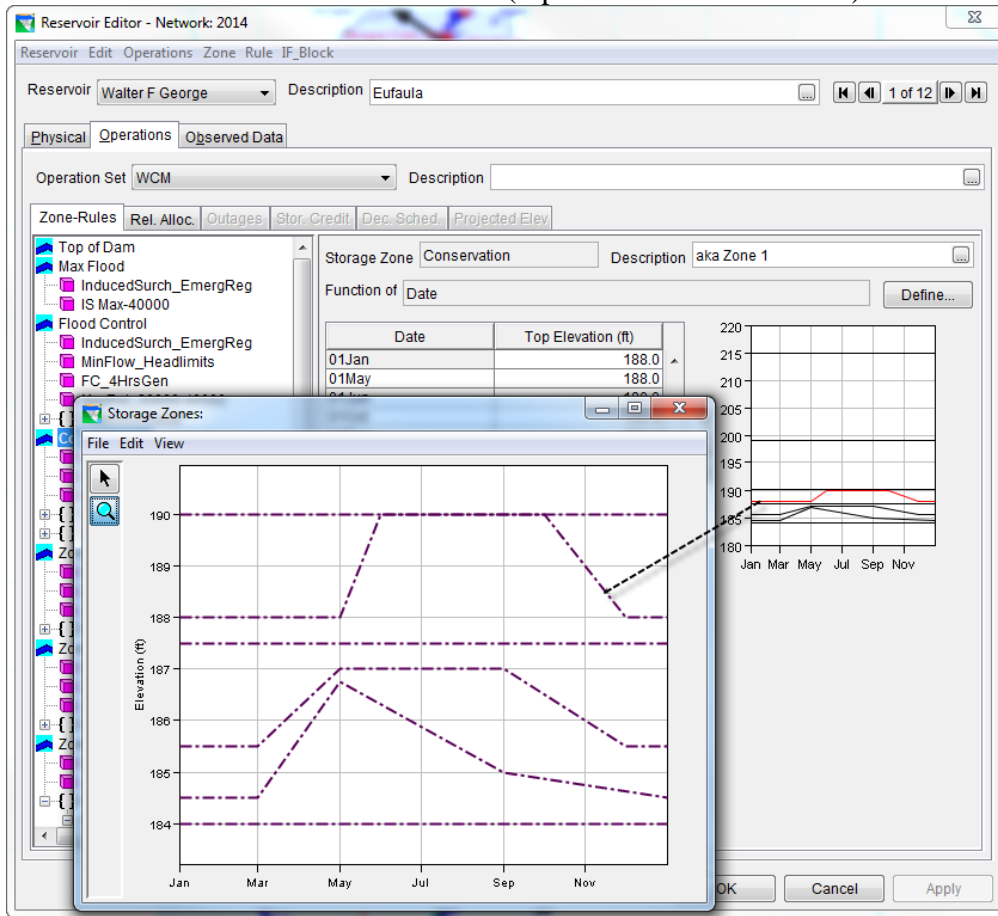 Reservoir Editor - Network: 2014
Reservoir Edit Operations Zone Rule IF_Block
Reservoir Walter F George Description Eufaula ... 1 of 12
Physical Operations Observed Data
Operation Set WCM Description ...
Zone-Rules Rel. Alloc. Outages Stor. Credit Dec. Sched. Projected Elev
Top of Dam
Max Flood
InducedSurch_EmergReg
IS Max-40000
Flood Control
InducedSurch_EmergReg
MinFlow_Headlimits
FC_4HrsGen
Storage Zone Conservation Description aka Zone 1 ...
Function of Date Define...
Date Top Elevation (ft)
01Jan 188.0
01May 188.0
220
215
210
205
200
195
190
185
180
Jan Mar May Jul Sep Nov
Storage Zones:
File Edit View
Elevation (ft)
190
189
188
187
186
185
184
Jan Mar May Jul Sep Nov
OK Cancel Apply